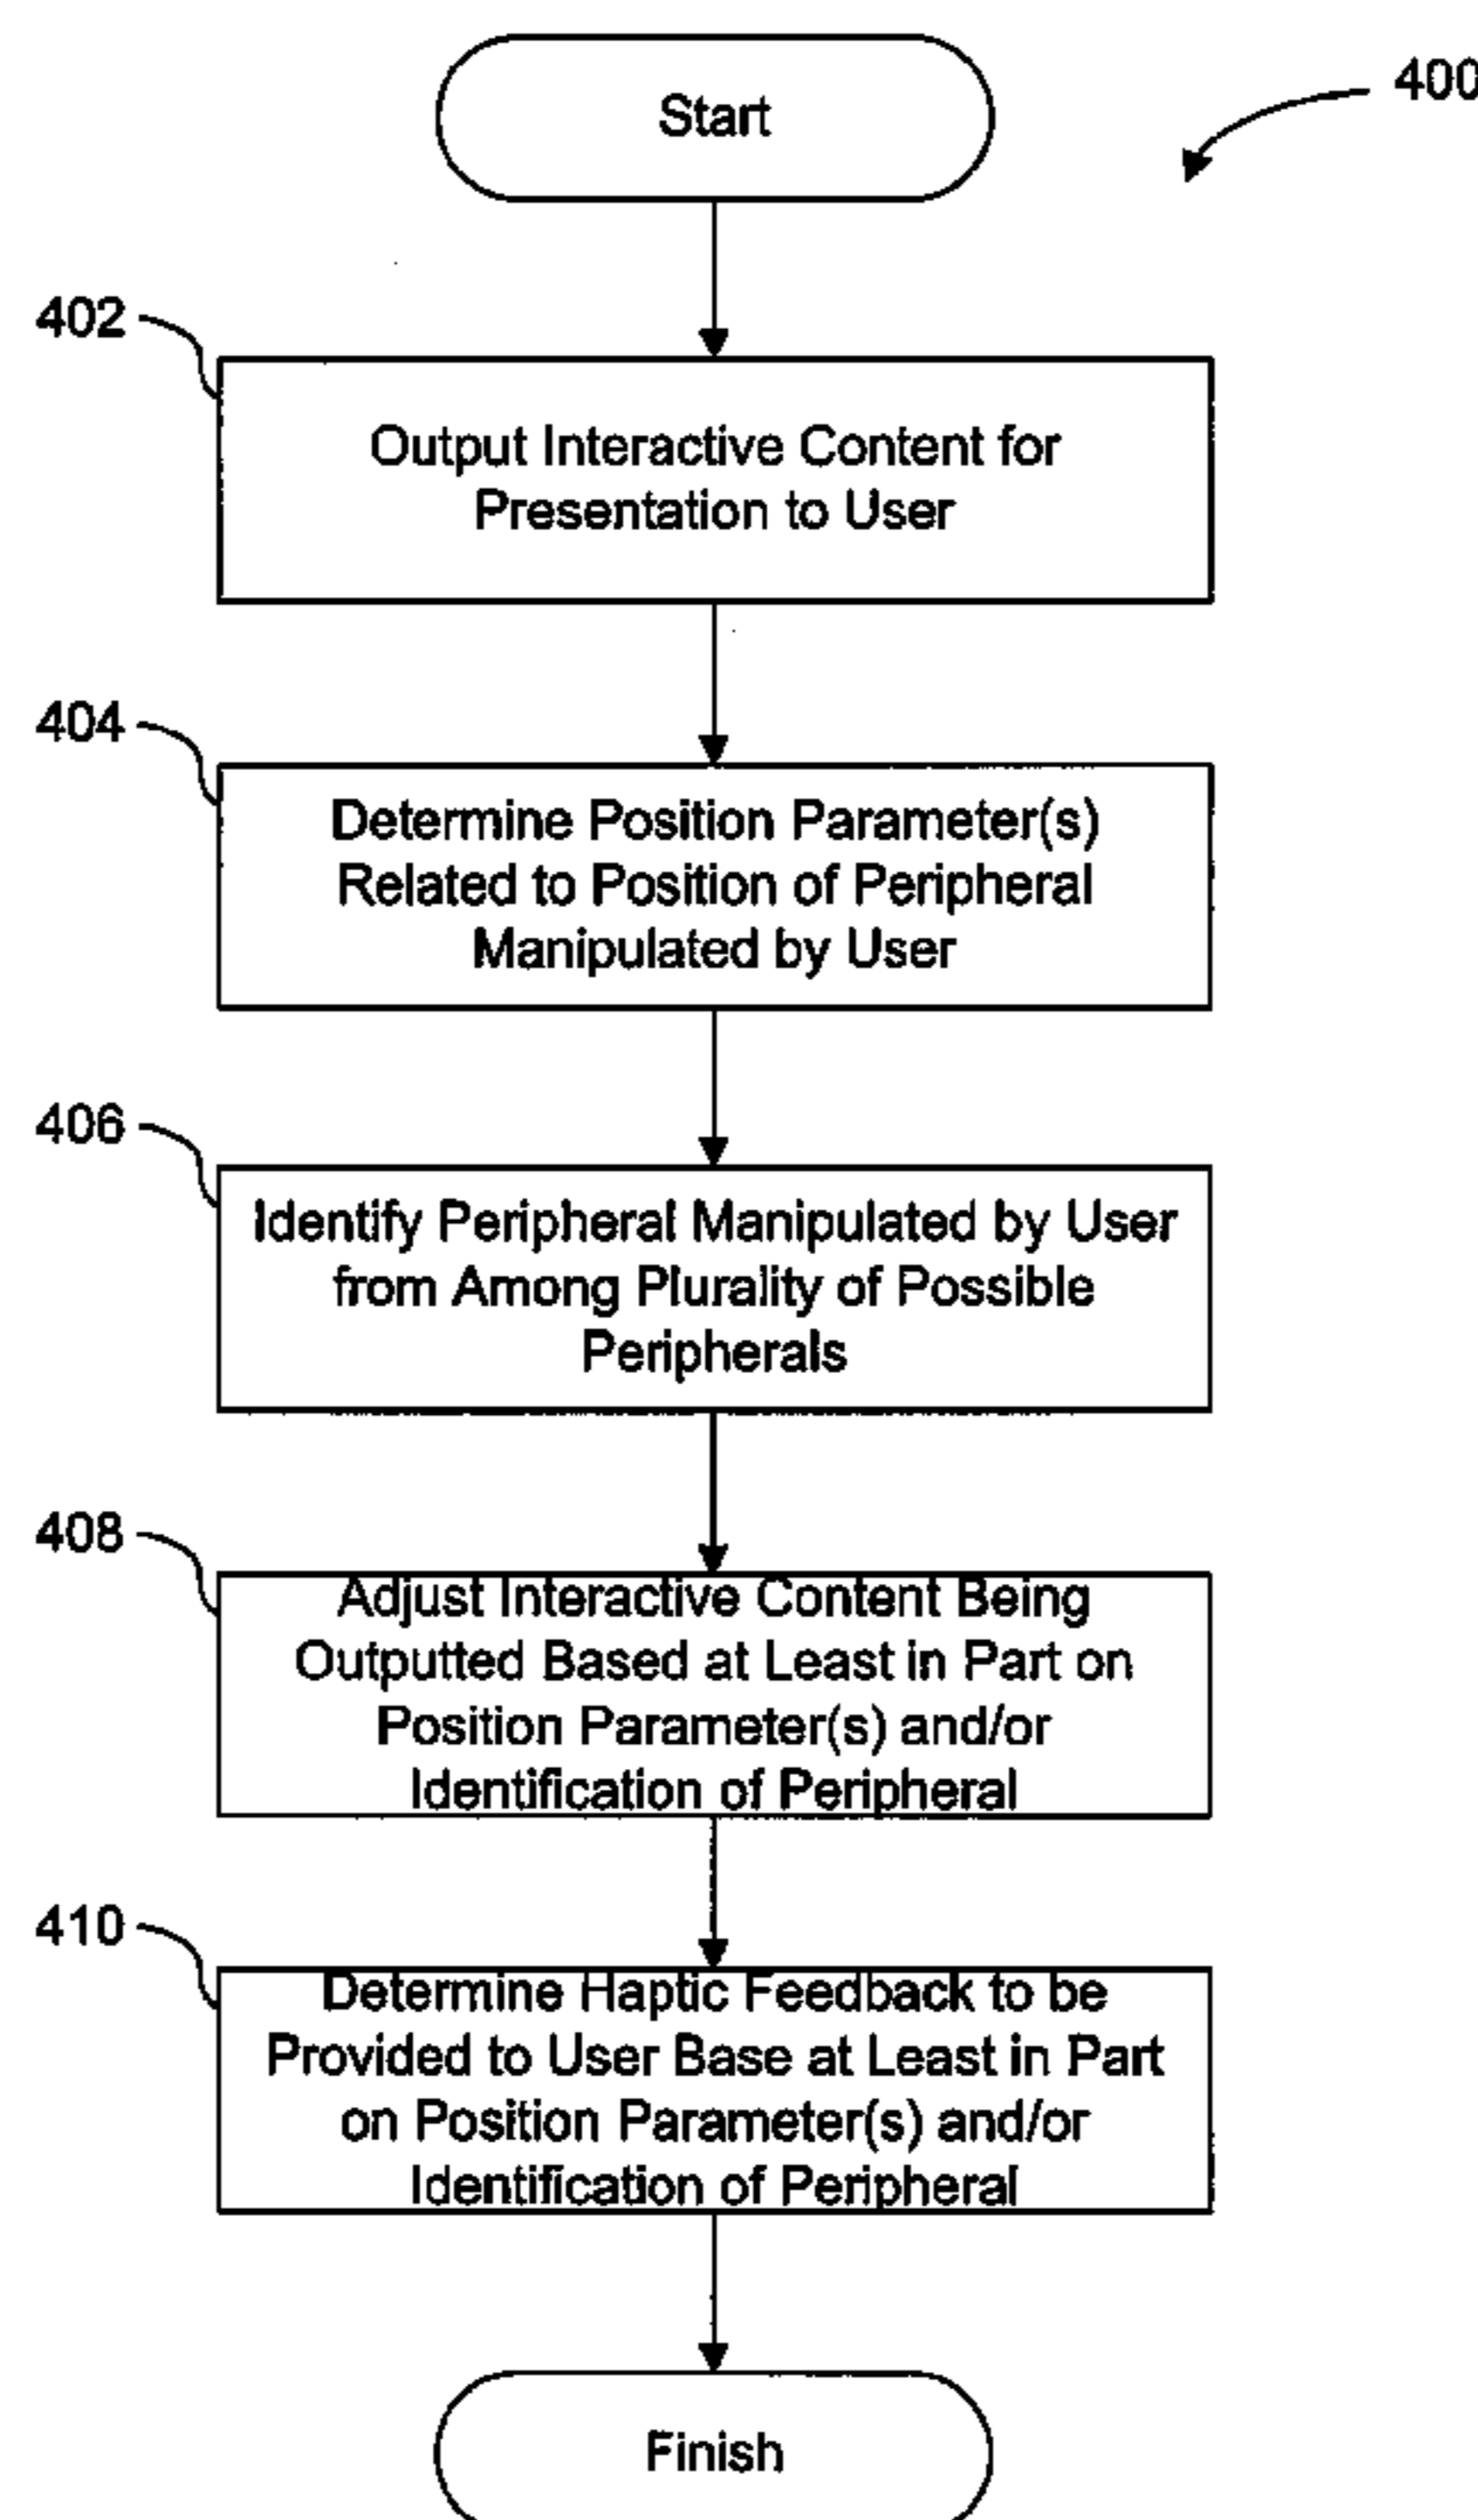 Start
400
402
Output Interactive Content for
Presentation to User
404
Determine Position Parameter(s)
Related to Position of Peripheral
Manipulated by User
406
Identify Peripheral Manipulated by User
from Among Plurality of Possible
Peripherals
408
Adjust Interactive Content Being
Outputted Based at Least in Part on
Position Parameter(s) and/or
Identification of Peripheral
410
Determine Haptic Feedback to be
Provided to User Base at Least in Part
on Position Parameter(s) and/or
Identification of Peripheral
Finish